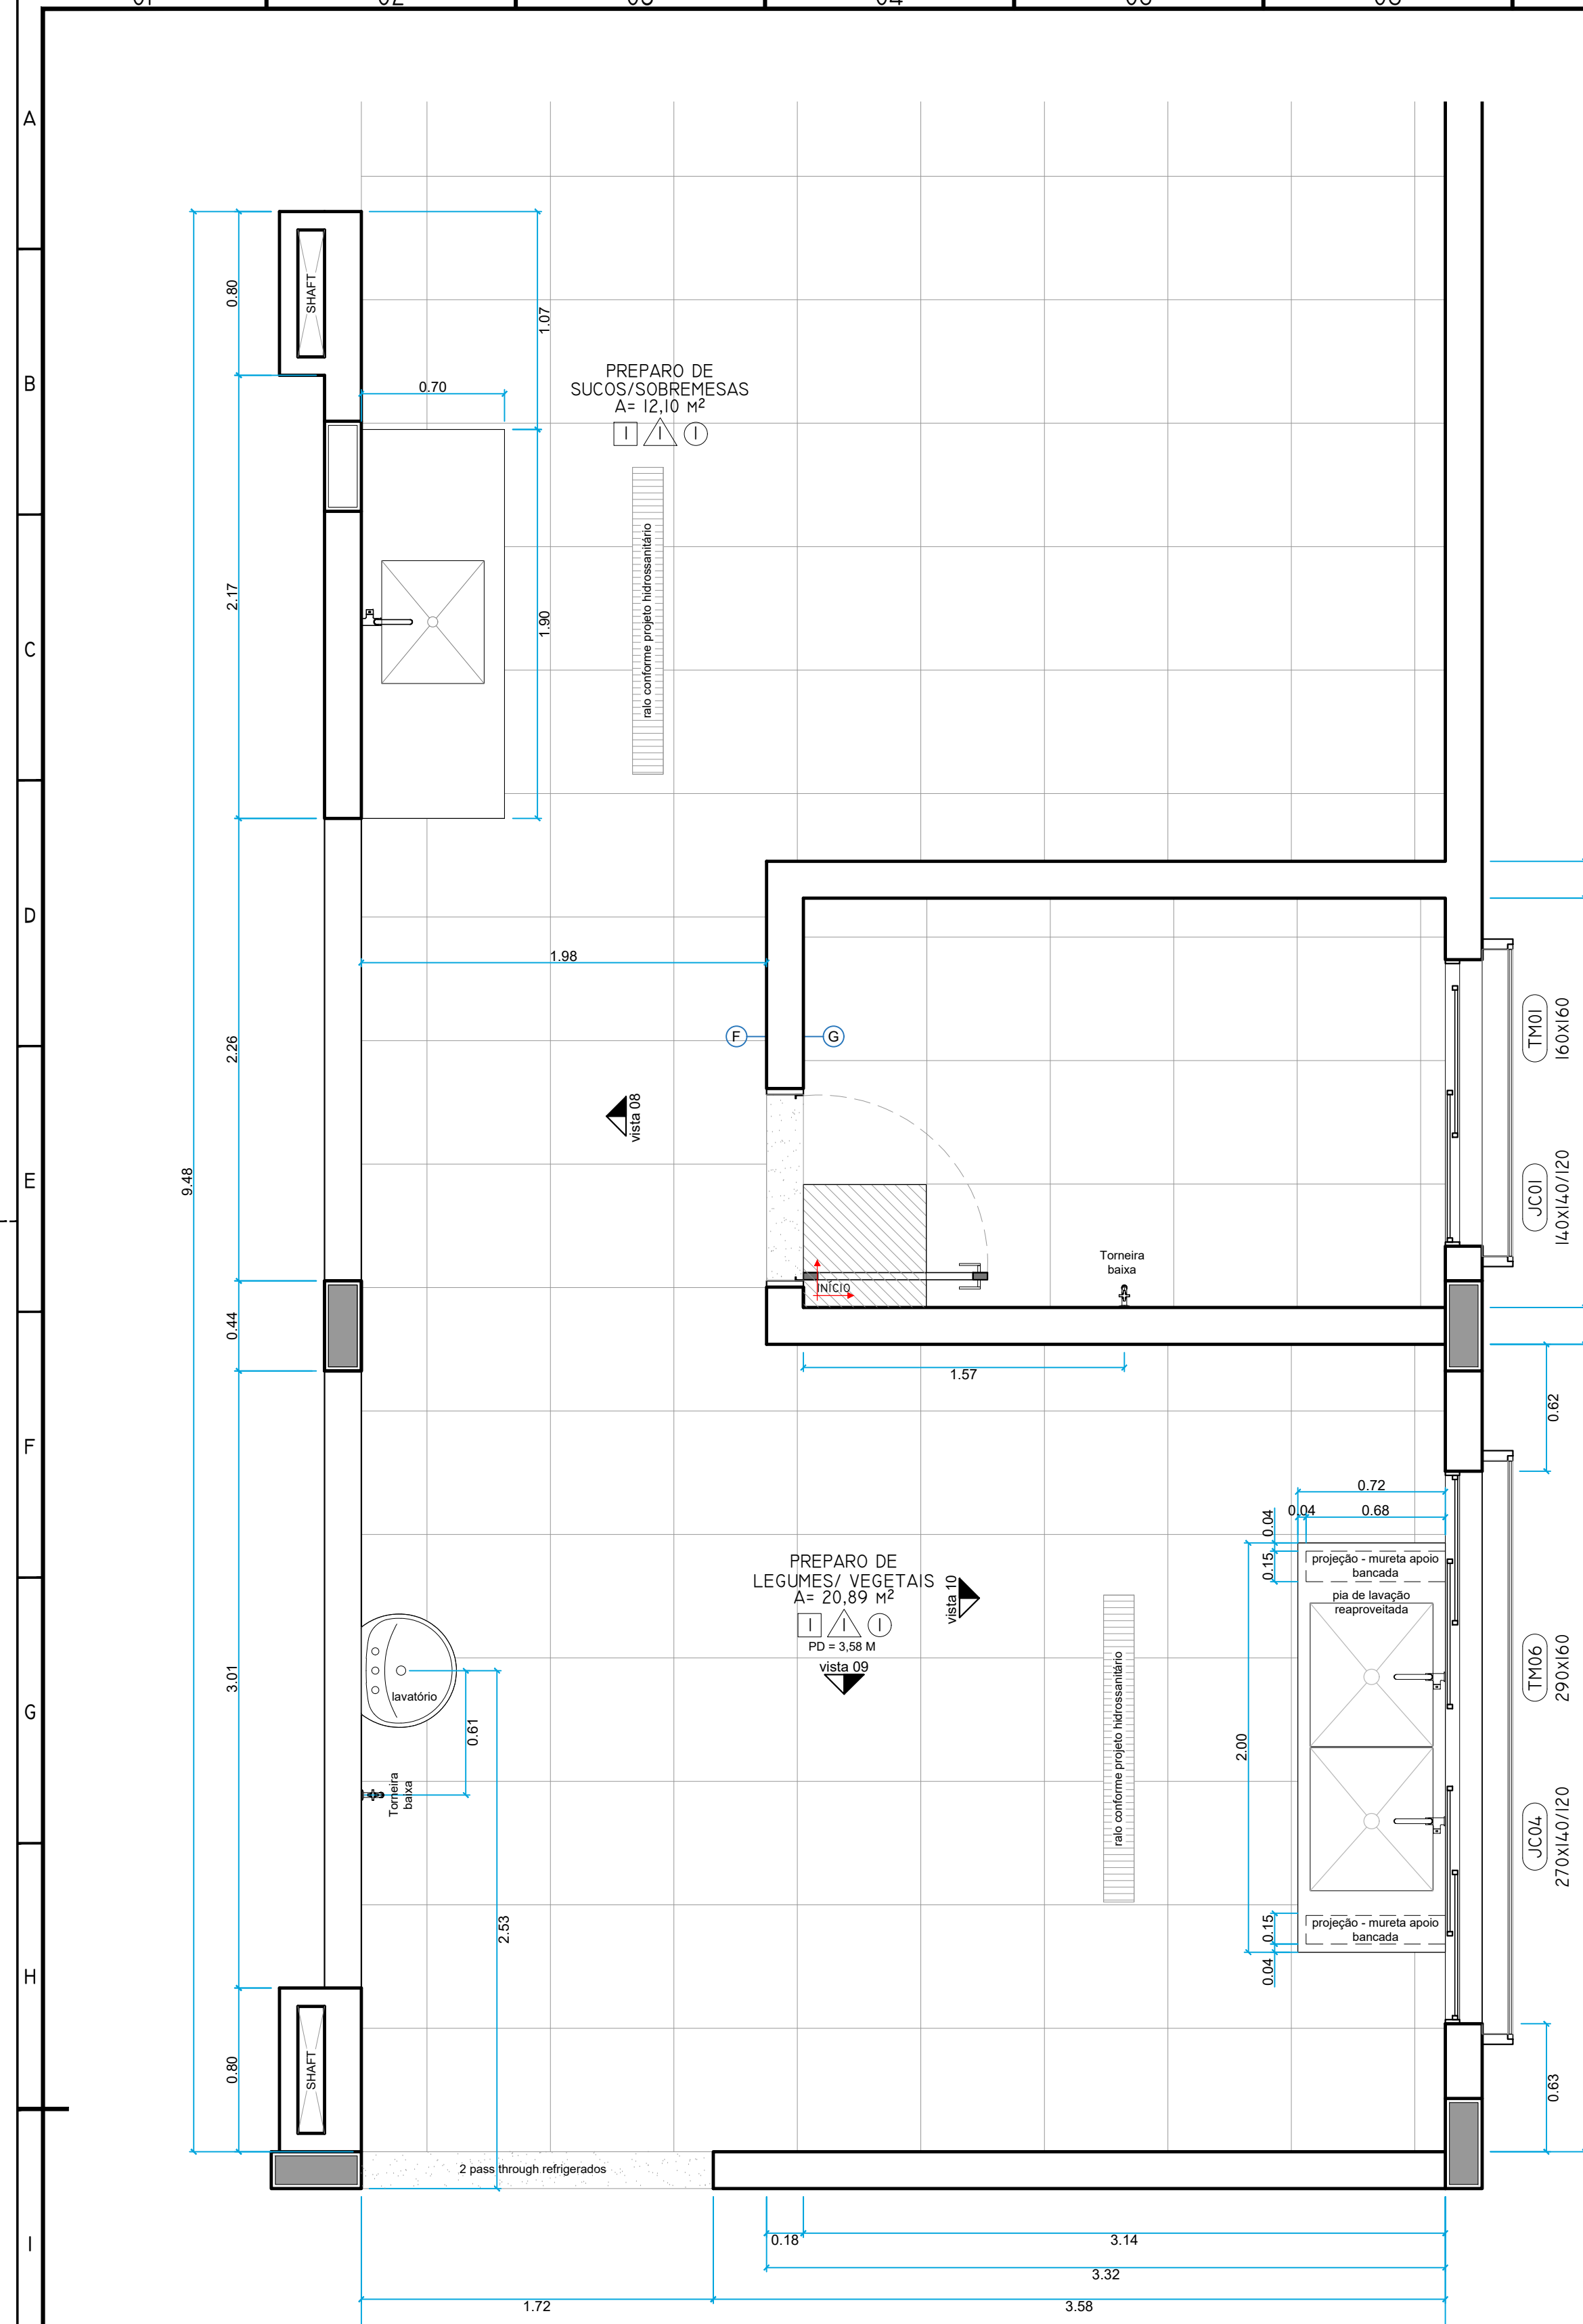 A
B
C
D
E
F
G
H
I
SHAFT
0.80
1.07
PREPARO DE
SUCOS/SOBREMESAS
A= 12,10 M²
I I I
0.70
ralo conforme projeto hidrossanitário
2.17
1.90
1.98
F
G
TM01
160X160
2.26
vista 08
9.48
JC01
140X140/120
INÍCIO
Torneira
baixa
0.44
1.57
0.62
0.72
0.04
0.68
0.04
0.15
projeção - mureta apoio
bancada
pia de lavação
reaproveitada
PREPARO DE
LEGUMES/ VEGETAIS
A= 20,89 M²
I I I
PD = 3,58 M
vista 09
vista 10
ralo conforme projeto hidrossanitário
TM06
290X160
3.01
lavatório
0.61
Torneira
baixa
2.00
JC04
270X140/120
2.53
0.15
projeção - mureta apoio
bancada
0.04
SHAFT
0.80
0.63
2 pass through refrigerados
0.18
3.14
3.32
1.72
3.58